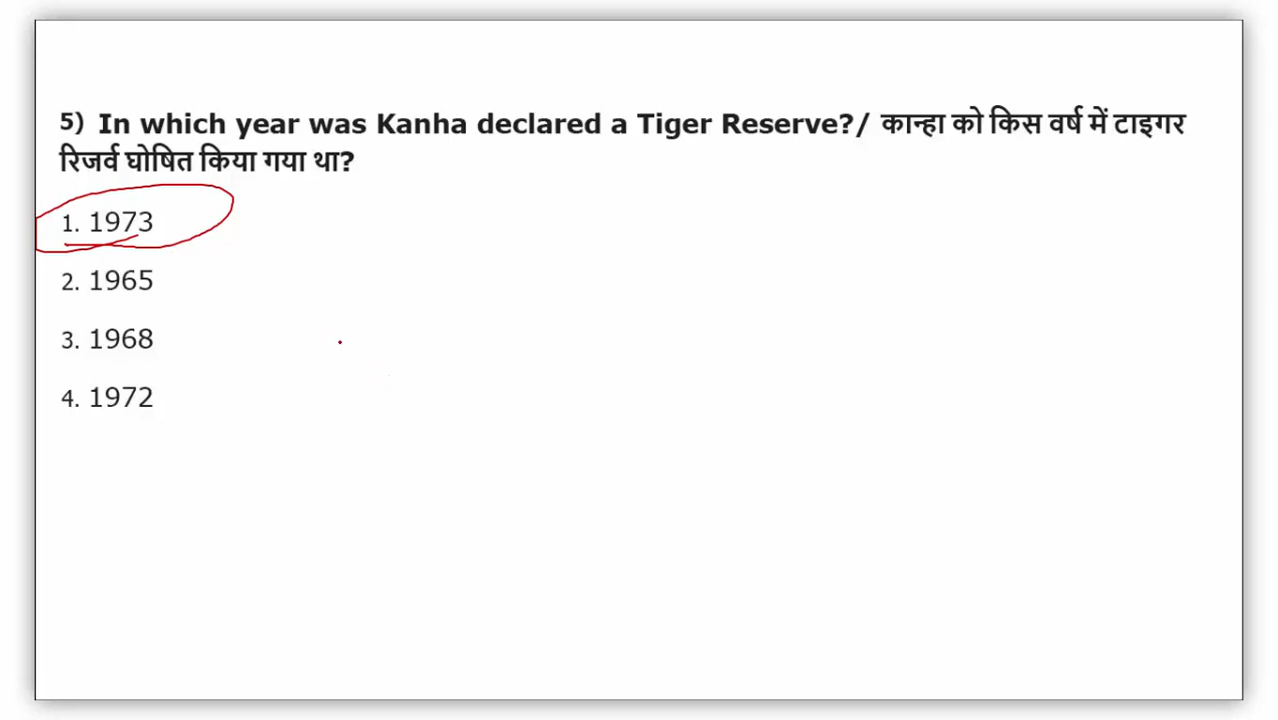 5) In which year was Kanha declared a Tiger Reserve?/ कान्हा को किस वर्ष में टाइगर
रिजर्व घोषित किया गया था?
1. 1973
2. 1965
3. 1968
4. 1972